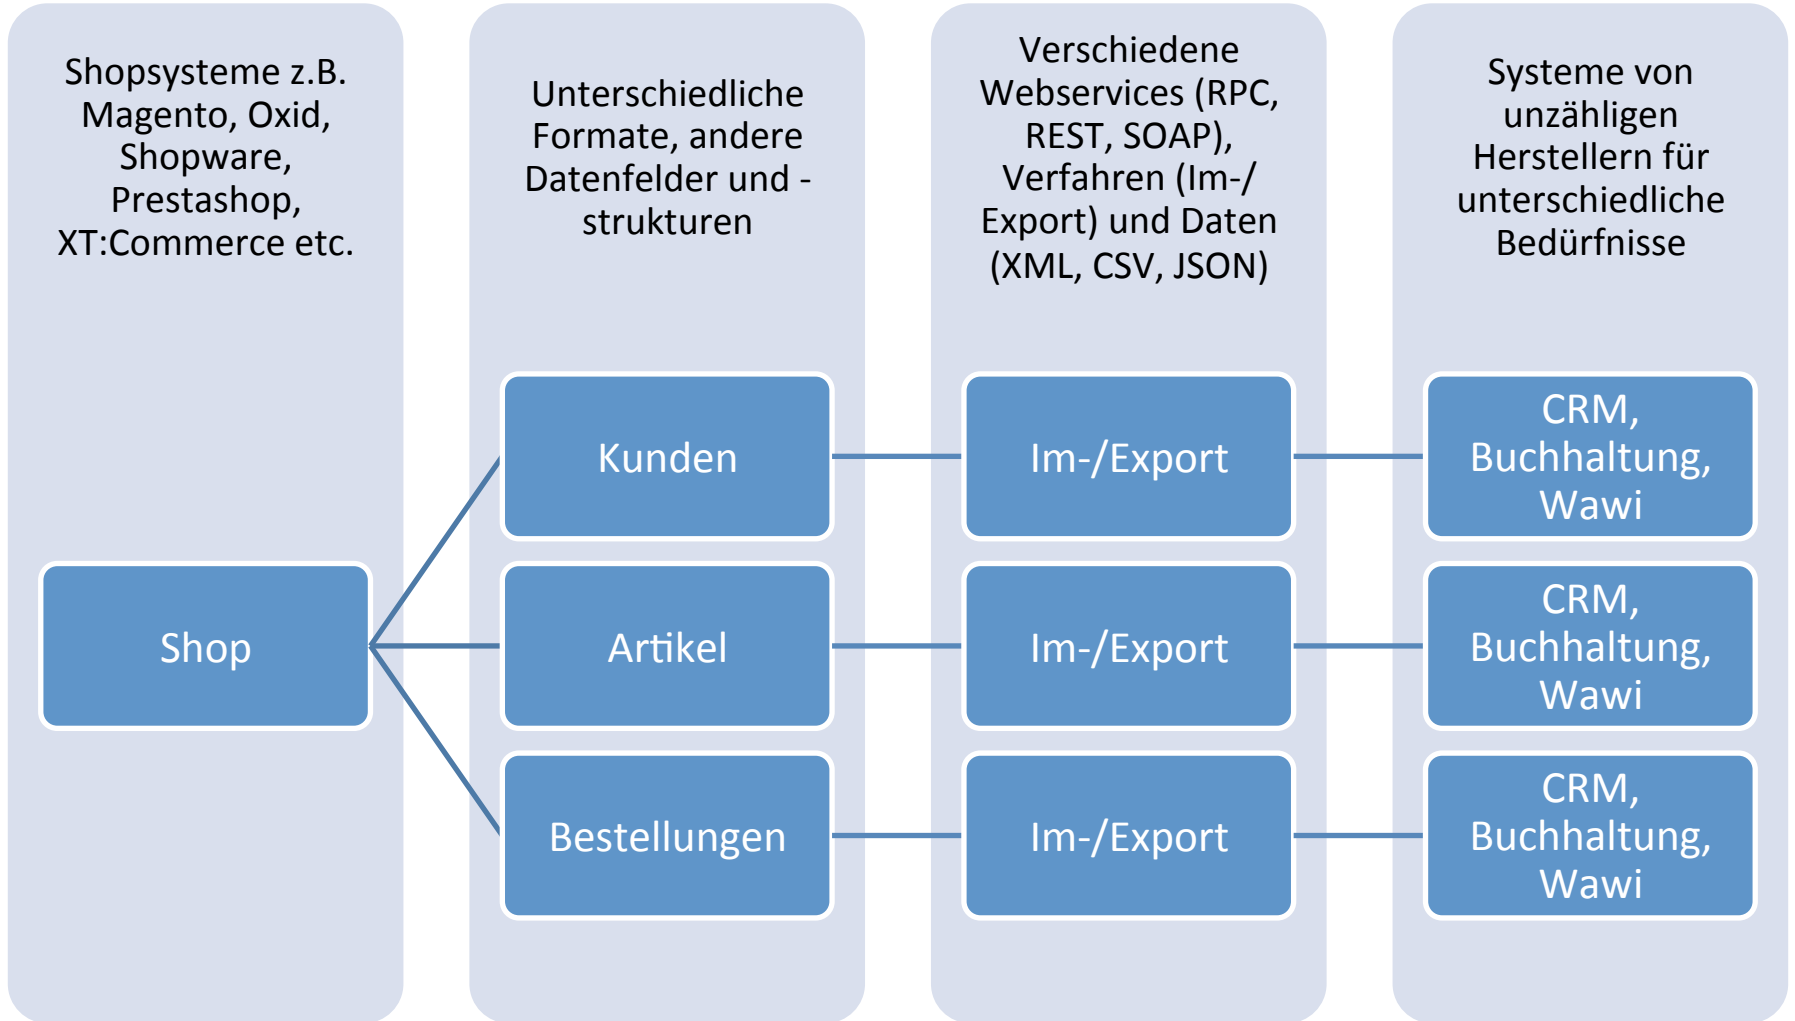 Shopsysteme z.B.
Magento, Oxid,
Shopware,
Prestashop,
XT:Commerce etc.
Unterschiedliche
Formate, andere
Datenfelder und -
strukturen
Verschiedene
Webservices (RPC,
REST, SOAP),
Verfahren (Im-/
Export) und Daten
(XML, CSV, JSON)
Systeme von
unzähligen
Herstellern für
unterschiedliche
Bedürfnisse
Shop
Kunden
Im-/Export
CRM,
Buchhaltung,
Wawi
Artikel
Im-/Export
CRM,
Buchhaltung,
Wawi
Bestellungen
Im-/Export
CRM,
Buchhaltung,
Wawi